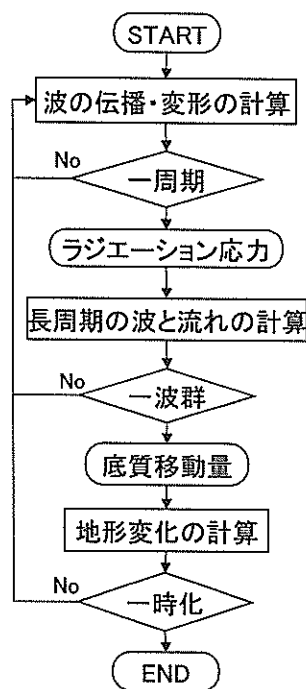 START
波の伝播・変形の計算
No
一周期
ラジエーション応力
長周期の波と流れの計算
No
一波群
底質移動量
地形変化の計算
No
一時化
END